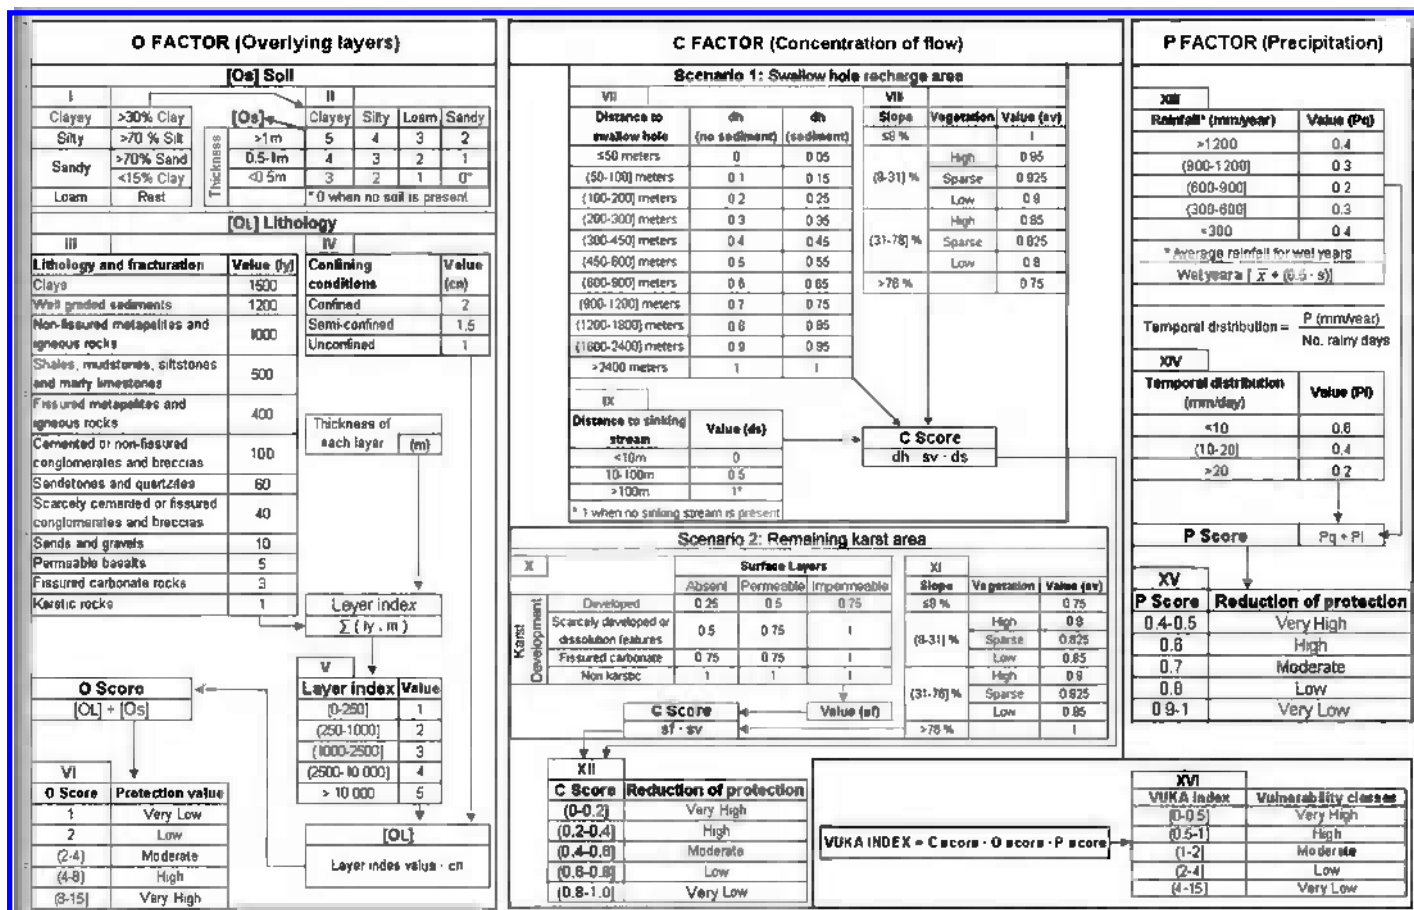 O FACTOR (Overlying layers)
[Os] Soil
I
Clayey >30% Clay
Silty >70 % Silt
Sandy >70% Sand
<15% Clay
Loam Rest
II
[Os] Clayey Silty Loam Sandy
Thickness
>1m 5 4 3 2
0.5-1m 4 3 2 1
<0.5m 3 2 1 0*
* 0 when no soil is present
[OL] Lithology
III
Lithology and fracturation Value (ly)
Clays 1500
Well graded sediments 1200
Non-fissured metapelites and igneous rocks 1000
Shales, mudstones, siltstones and marly limestones 500
Fissured metapelites and igneous rocks 400
Cemented or non-fissured conglomerates and breccias 100
Sandstones and quartzites 60
Scarcely cemented or fissured conglomerates and breccias 40
Sands and gravels 10
Permeable basalts 5
Fissured carbonate rocks 3
Karstic rocks 1
IV
Confining conditions Value (cn)
Confined 2
Semi-confined 1.5
Unconfined 1
Thickness of each layer (m)
Layer index
∑ ( ly . m )
V
Layer index Value
[0-250] 1
(250-1000] 2
(1000-2500] 3
(2500-10 000] 4
> 10 000 5
[OL]
Layer index value · cn
O Score
[OL] + [Os]
VI
O Score Protection value
1 Very Low
2 Low
(2-4] Moderate
(4-8] High
(8-15] Very High
C FACTOR (Concentration of flow)
Scenario 1: Swallow hole recharge area
VII
Distance to swallow hole dh (no sediment) dh (sediment)
≤50 meters 0 0.05
(50-100] meters 0.1 0.15
(100-200] meters 0.2 0.25
(200-300] meters 0.3 0.35
(300-450] meters 0.4 0.45
(450-600] meters 0.5 0.55
(600-900] meters 0.6 0.65
(900-1200] meters 0.7 0.75
(1200-1800] meters 0.8 0.85
(1800-2400] meters 0.9 0.95
>2400 meters 1 1
VIII
Slope Vegetation Value (sv)
≤8 % 1
(8-31] % High 0.95
Sparse 0.925
Low 0.9
(31-76] % High 0.85
Sparse 0.825
Low 0.8
>76 % 0.75
IX
Distance to sinking stream Value (ds)
<10m 0
10-100m 0.5
>100m 1*
* 1 when no sinking stream is present
C Score
dh · sv · ds
Scenario 2: Remaining karst area
X
Surface Layers
Absent Permeable Impermeable
Karst Development
Developed 0.25 0.5 0.75
Scarcely developed or dissolution features 0.5 0.75 1
Fissured carbonate 0.75 0.75 1
Non karstic 1 1 1
Value (sf)
XI
Slope Vegetation Value (sv)
≤8 % 0.75
(8-31] % High 0.8
Sparse 0.825
Low 0.85
(31-76] % High 0.9
Sparse 0.925
Low 0.95
>76 % 1
C Score
sf · sv
XII
C Score Reduction of protection
(0-0.2] Very High
(0.2-0.4] High
(0.4-0.6] Moderate
(0.6-0.8] Low
(0.8-1.0] Very Low
P FACTOR (Precipitation)
XIII
Rainfall* (mm/year) Value (Pq)
>1200 0.4
(900-1200] 0.3
(600-900] 0.2
(300-600] 0.3
<300 0.4
* Average rainfall for wet years
Wet year ≥ [ x̄ + (0.5 · s)]
Temporal distribution = P (mm/year)
No. rainy days
XIV
Temporal distribution (mm/day) Value (PI)
<10 0.6
(10-20] 0.4
>20 0.2
P Score Pq + PI
XV
P Score Reduction of protection
0.4-0.5 Very High
0.6 High
0.7 Moderate
0.8 Low
0.9-1 Very Low
VUKA INDEX = C score · O score · P score
XVI
VUKA Index Vulnerability classes
[0-0.5] Very High
(0.5-1] High
(1-2] Moderate
(2-4] Low
(4-15] Very Low